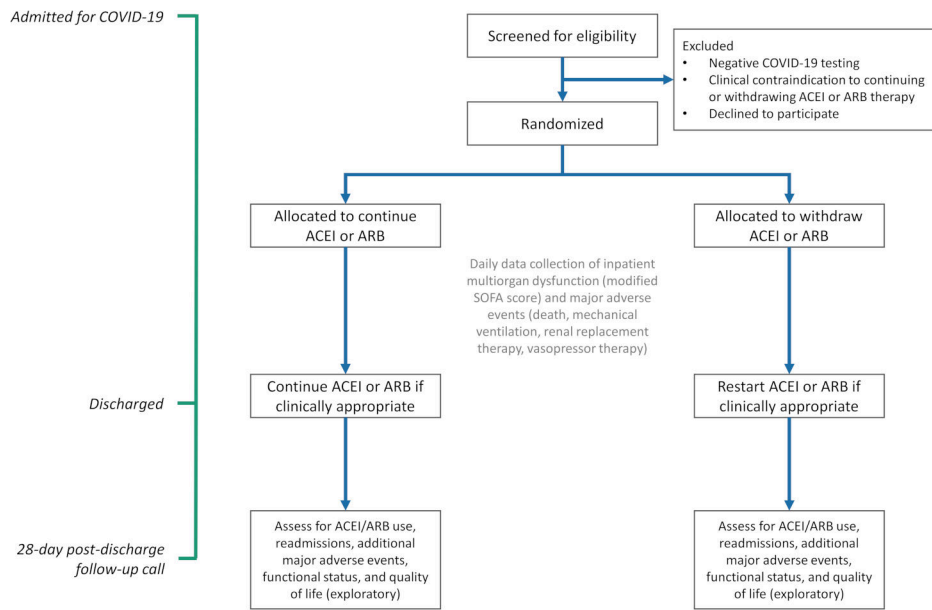 Admitted for COVID-19
Screened for eligibility
Excluded
• Negative COVID-19 testing
• Clinical contraindication to continuing
or withdrawing ACEI or ARB therapy
• Declined to participate
Randomized
Allocated to continue
ACEI or ARB
Allocated to withdraw
ACEI or ARB
Daily data collection of inpatient
multiorgan dysfunction (modified
SOFA score) and major adverse
events (death, mechanical
ventilation, renal replacement
therapy, vasopressor therapy)
Discharged
Continue ACEI or ARB if
clinically appropriate
Restart ACEI or ARB if
clinically appropriate
28-day post-discharge
follow-up call
Assess for ACEI/ARB use,
readmissions, additional
major adverse events,
functional status, and quality
of life (exploratory)
Assess for ACEI/ARB use,
readmissions, additional
major adverse events,
functional status, and quality
of life (exploratory)